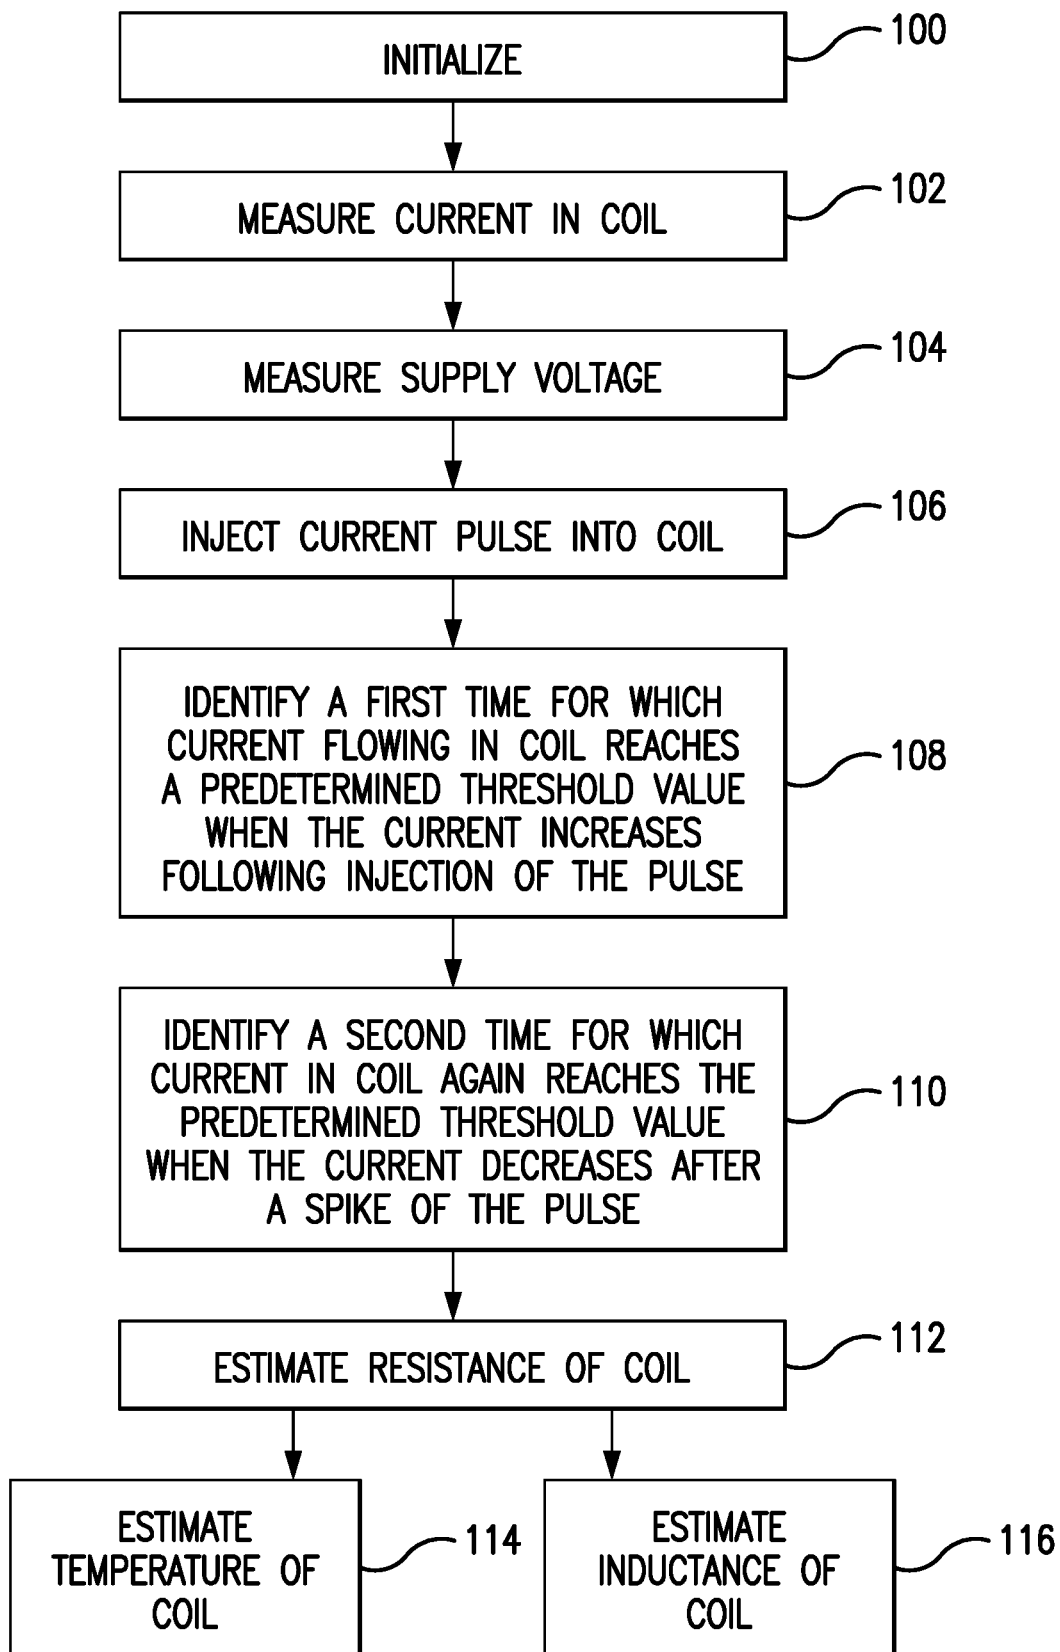 INITIALIZE
100
MEASURE CURRENT IN COIL
102
MEASURE SUPPLY VOLTAGE
104
INJECT CURRENT PULSE INTO COIL
106
IDENTIFY A FIRST TIME FOR WHICH
CURRENT FLOWING IN COIL REACHES
A PREDETERMINED THRESHOLD VALUE
WHEN THE CURRENT INCREASES
FOLLOWING INJECTION OF THE PULSE
108
IDENTIFY A SECOND TIME FOR WHICH
CURRENT IN COIL AGAIN REACHES THE
PREDETERMINED THRESHOLD VALUE
WHEN THE CURRENT DECREASES AFTER
A SPIKE OF THE PULSE
110
ESTIMATE RESISTANCE OF COIL
112
ESTIMATE
TEMPERATURE OF
COIL
114
ESTIMATE
INDUCTANCE OF
COIL
116